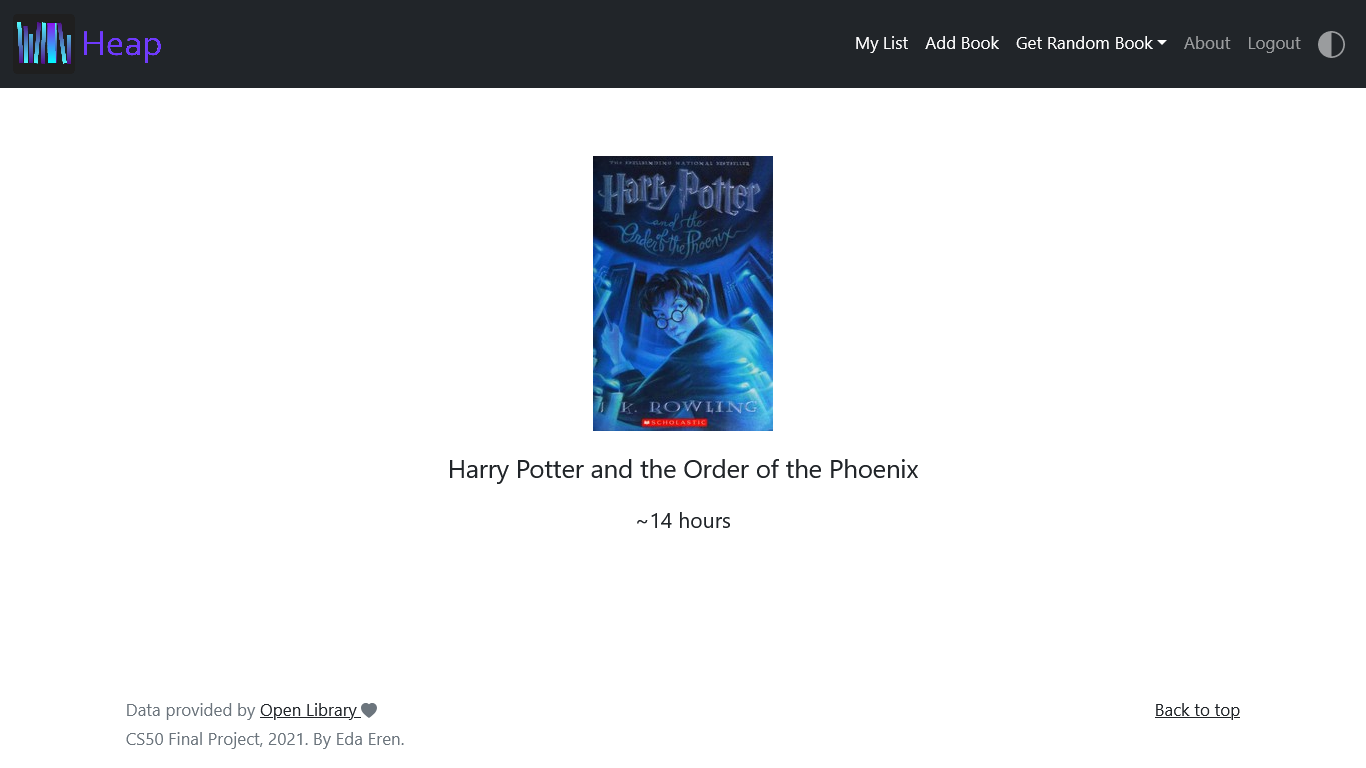 Heap
My List Add Book Get Random Book About Logout
THE SPELLBINDING NATIONAL BESTSELLER
Harry Potter
and the
Order of the Phoenix
J. K. ROWLING
SCHOLASTIC
Harry Potter and the Order of the Phoenix
~14 hours
Data provided by Open Library
Back to top
CS50 Final Project, 2021. By Eda Eren.